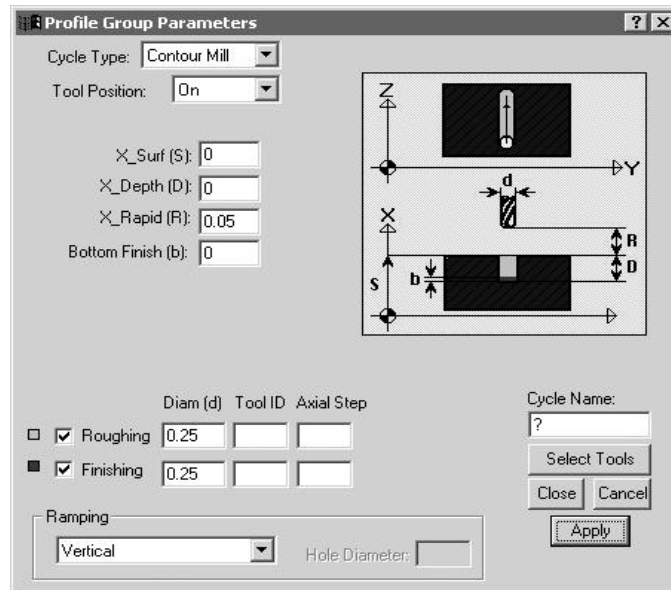 Profile Group Parameters
? X
Cycle Type: Contour Mill
Tool Position: On
X_Surf (S): 0
X_Depth (D): 0
X_Rapid (R): 0.05
Bottom Finish (b): 0
Z
Y
d
X
R
D
b
S
Diam (d) Tool ID Axial Step
Roughing 0.25
Finishing 0.25
Cycle Name:
?
Select Tools
Close Cancel
Apply
Ramping
Vertical
Hole Diameter: